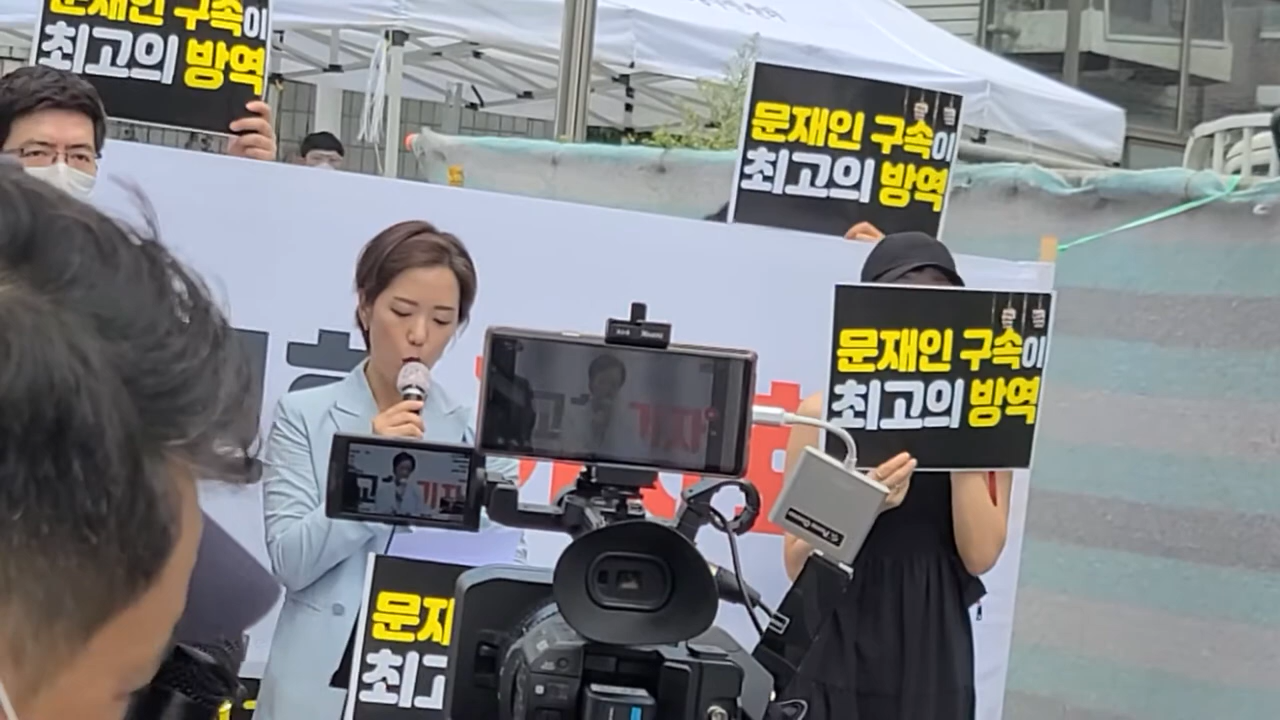 문재인 구속이
최고의 방역
문재인 구속이
최고의 방역
문재인 구속이
최고의 방역
문재
최고